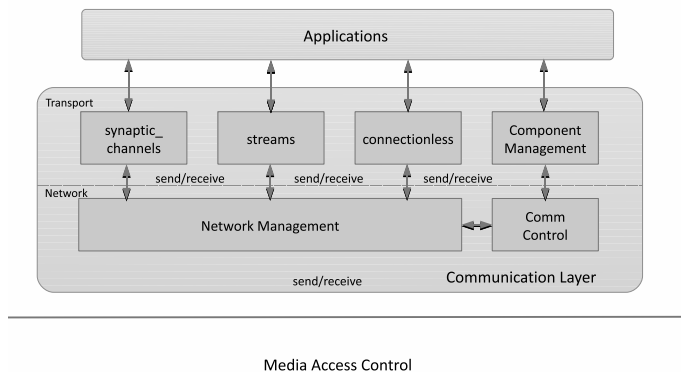 Applications
Transport
synaptic_
channels
streams
connectionless
Component
Management
send/receive
send/receive
send/receive
Network
Network Management
Comm
Control
send/receive
Communication Layer
Media Access Control